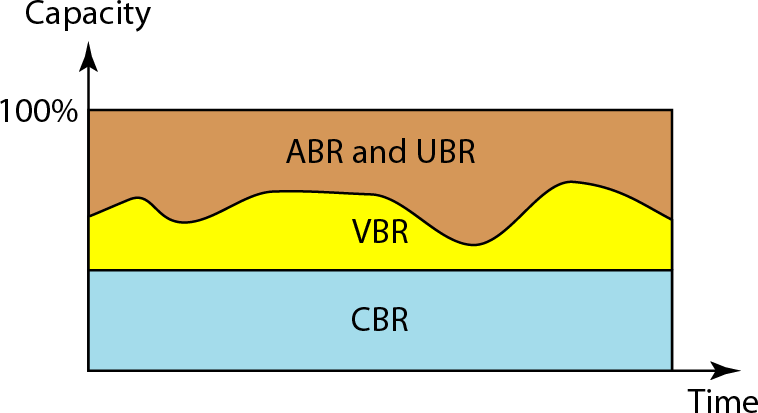 Capacity
100%
ABR and UBR
VBR
CBR
Time